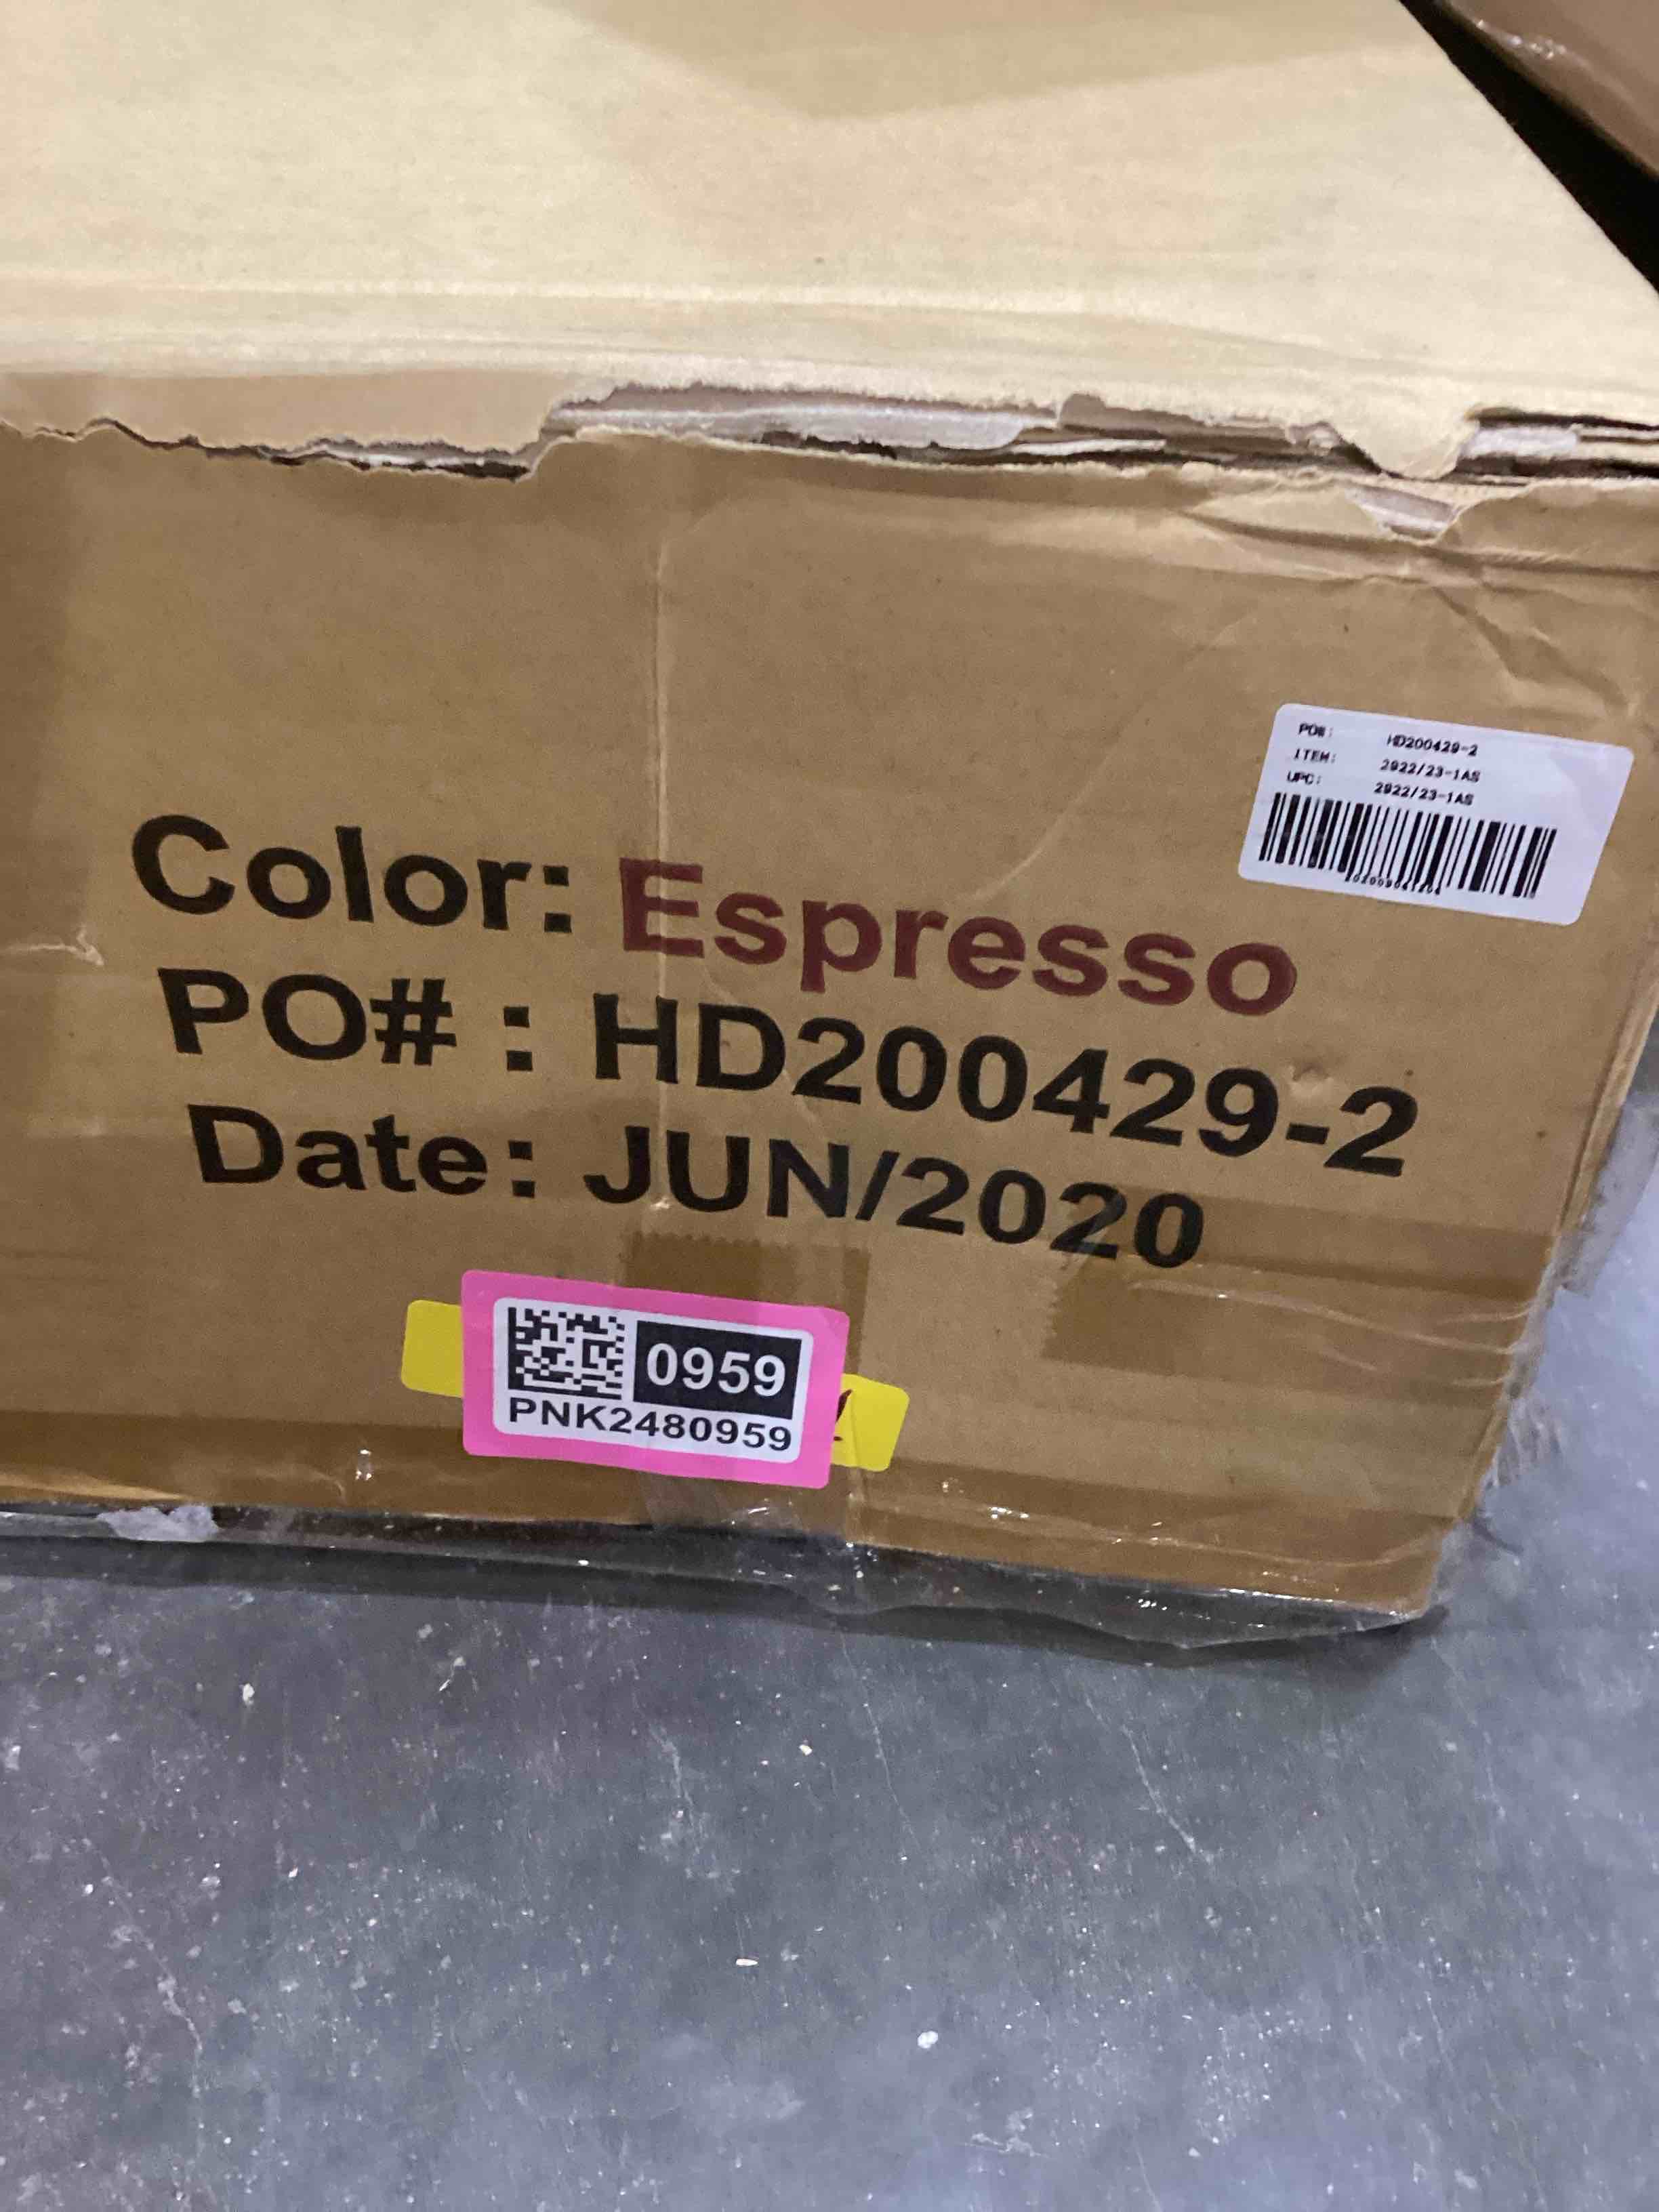 PO#: HD200429-2
ITEM: 2922/23-1AS
UPC: 2922/23-1AS
Color: Espresso
PO# : HD200429-2
Date: JUN/2020
0959
PNK2480959